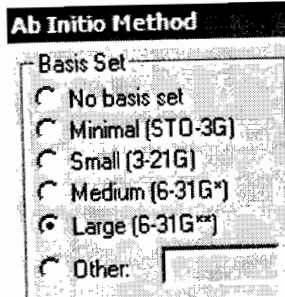 Ab Initio Method
Basis Set
No basis set
Minimal (STO-3G)
Small (3-21G)
Medium (6-31G*)
Large (6-31G**)
Other: